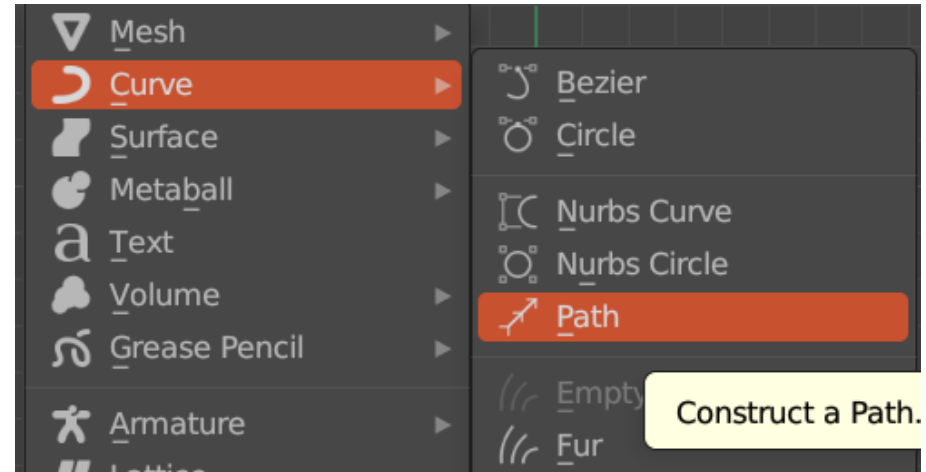 Mesh
Curve
Surface
Metaball
Text
Volume
Grease Pencil
Armature
Bezier
Circle
Nurbs Curve
Nurbs Circle
Path
Empty
Fur
Construct a Path.